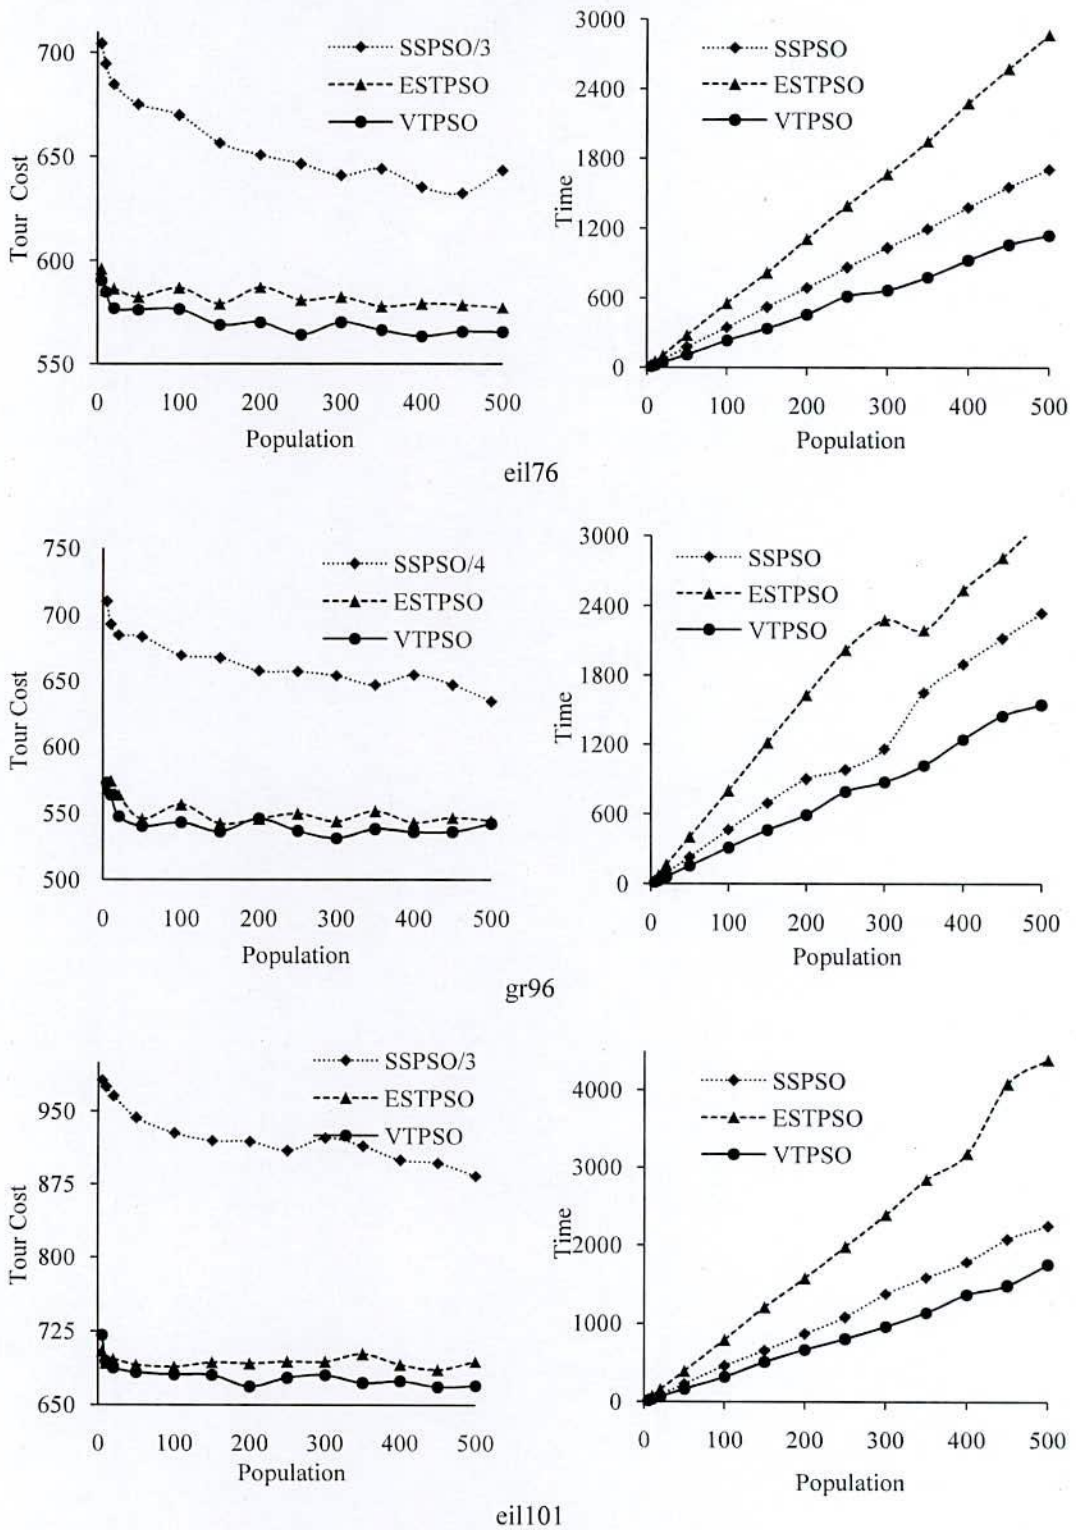 700
650
600
550
Tour Cost
SSPSO/3
ESTPSO
VTPSO
0 100 200 300 400 500
Population
3000
2400
1800
1200
600
0
Time
SSPSO
ESTPSO
VTPSO
0 100 200 300 400 500
Population
eil76
750
700
650
600
550
500
Tour Cost
SSPSO/4
ESTPSO
VTPSO
0 100 200 300 400 500
Population
3000
2400
1800
1200
600
0
Time
SSPSO
ESTPSO
VTPSO
0 100 200 300 400 500
Population
gr96
950
875
800
725
650
Tour Cost
SSPSO/3
ESTPSO
VTPSO
0 100 200 300 400 500
Population
4000
3000
2000
1000
0
Time
SSPSO
ESTPSO
VTPSO
0 100 200 300 400 500
Population
eil101